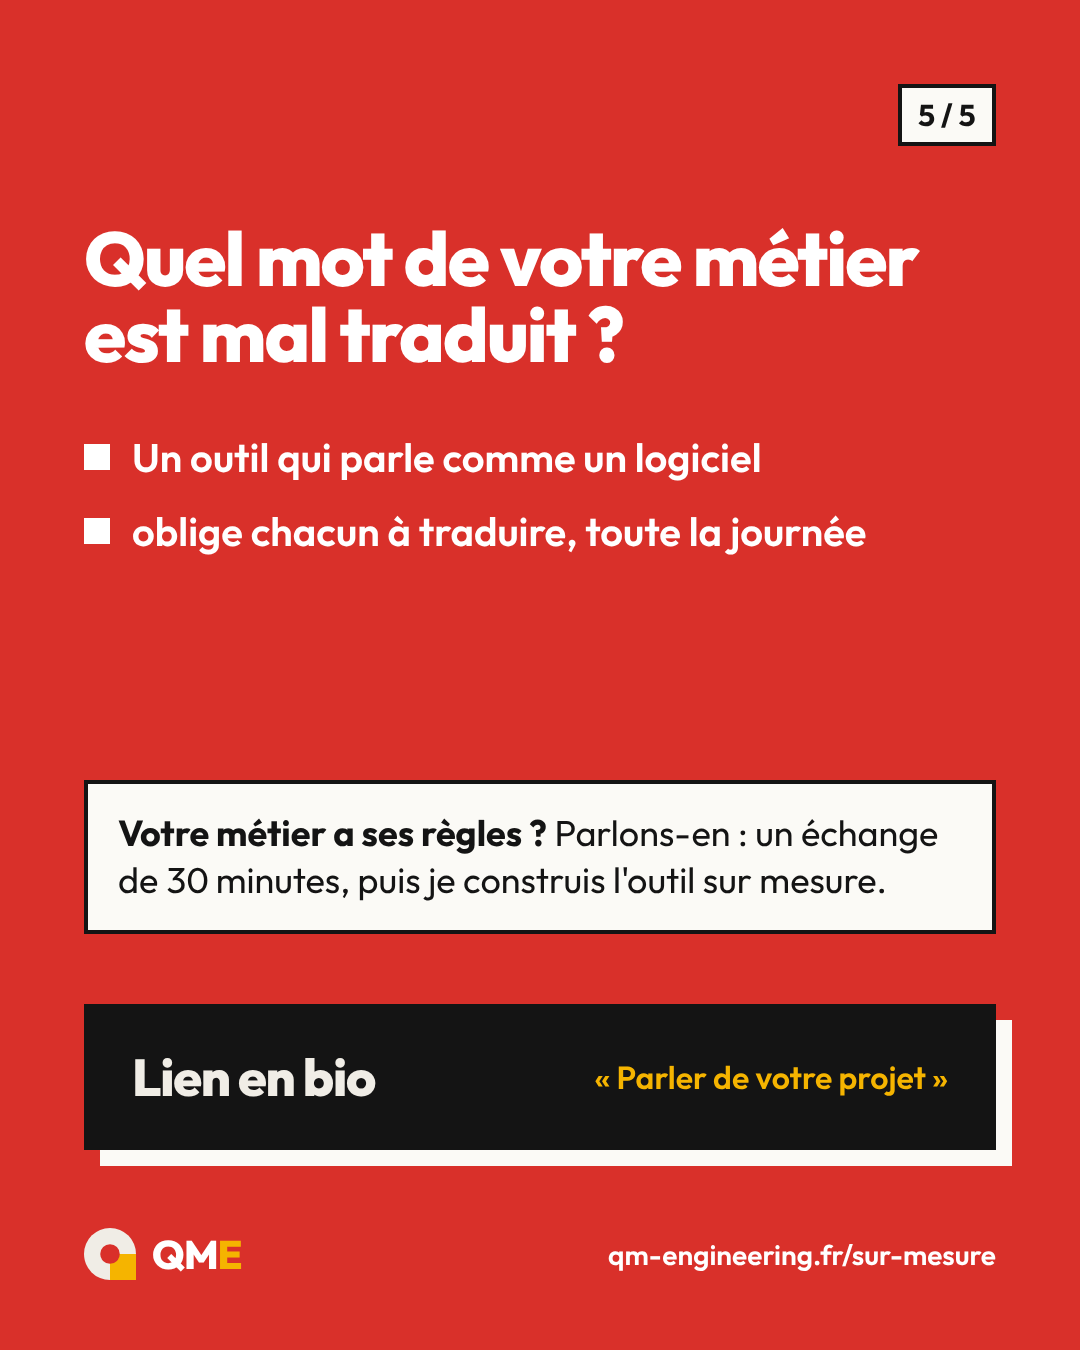 5 / 5
Quel mot de votre métier
est mal traduit ?
Un outil qui parle comme un logiciel
oblige chacun à traduire, toute la journée
Votre métier a ses règles ? Parlons-en : un échange
de 30 minutes, puis je construis l'outil sur mesure.
Lien en bio
« Parler de votre projet »
QME
qm-engineering.fr/sur-mesure